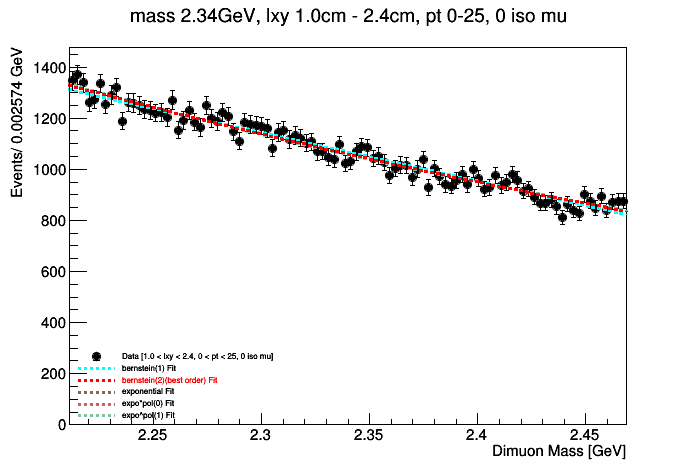 mass 2.34GeV, lxy 1.0cm - 2.4cm, pt 0-25, 0 iso mu
Events/ 0.002574 GeV
1400
1200
1000
800
600
400
200
0
Data [1.0 < lxy < 2.4, 0 < pt < 25, 0 iso mu]
bernstein(1) Fit
bernstein(2)(best order) Fit
exponential Fit
expo*pol(0) Fit
expo*pol(1) Fit
2.25
2.3
2.35
2.4
2.45
Dimuon Mass [GeV]